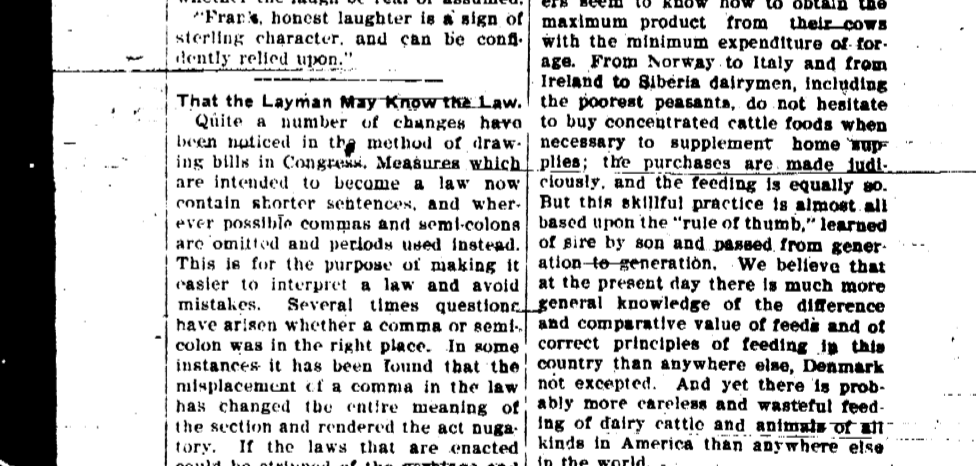 whether the laugh be real or assumed.
"Frank, honest laughter is a sign of
sterling character, and can be confi-
dently relied upon."
That the Layman May Know the Law.
Quite a number of changes have
been noticed in the method of draw-
ing bills in Congress. Measures which
are intended to become a law now
contain shorter sentences, and wher-
ever possible commas and semi-colons
are omitted and periods used instead.
This is for the purpose of making it
easier to interpret a law and avoid
mistakes. Several times questions
have arisen whether a comma or semi-
colon was in the right place. In some
instances it has been found that the
misplacement of a comma in the law
has changed the entire meaning of
the section and rendered the act nuga-
tory. If the laws that are enacted
could be stripped of the
ers seem to know how to obtain the
maximum product from their cows
with the minimum expenditure of for-
age. From Norway to Italy and from
Ireland to Siberia dairymen, including
the poorest peasants, do not hesitate
to buy concentrated cattle foods when
necessary to supplement home sup-
plies; the purchases are made judi-
ciously, and the feeding is equally so.
But this skillful practice is almost all
based upon the "rule of thumb," learned
of sire by son and passed from gener-
ation to generation. We believe that
at the present day there is much more
general knowledge of the difference
and comparative value of feeds and of
correct principles of feeding in this
country than anywhere else, Denmark
not excepted. And yet there is prob-
ably more careless and wasteful feed-
ing of dairy cattle and animals of all
kinds in America than anywhere else
in the world.